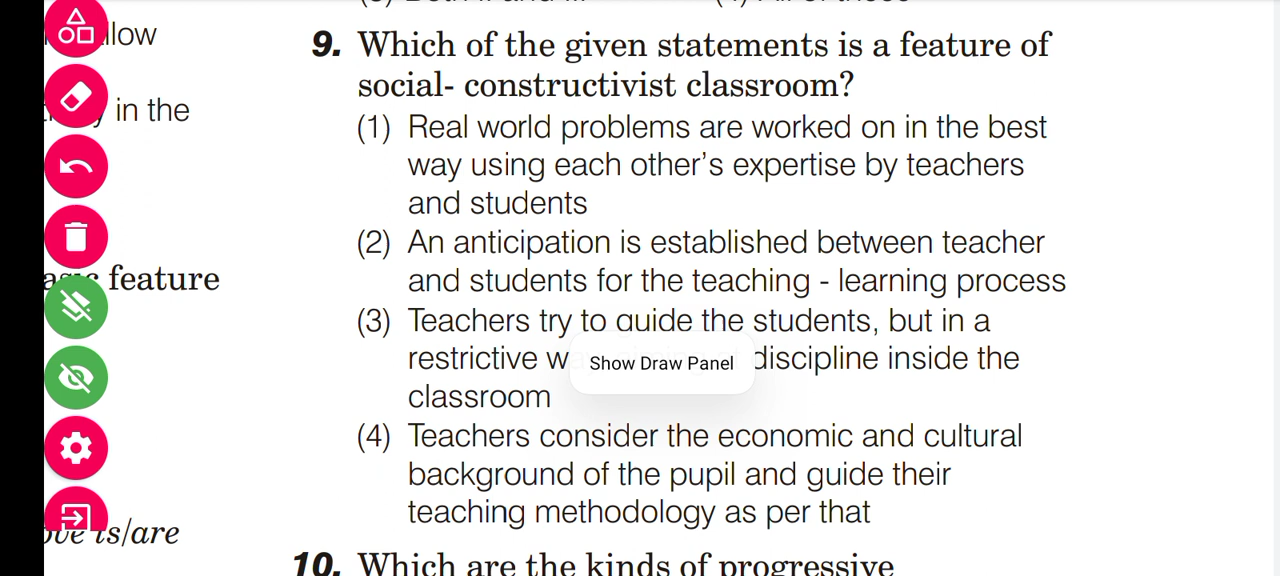 llow
in the
feature
is/are
9. Which of the given statements is a feature of
social- constructivist classroom?
(1) Real world problems are worked on in the best
way using each other's expertise by teachers
and students
(2) An anticipation is established between teacher
and students for the teaching - learning process
(3) Teachers try to guide the students, but in a
restrictive discipline inside the
Show Draw Panel
classroom
(4) Teachers consider the economic and cultural
background of the pupil and guide their
teaching methodology as per that
10. Which are the kinds of progressive